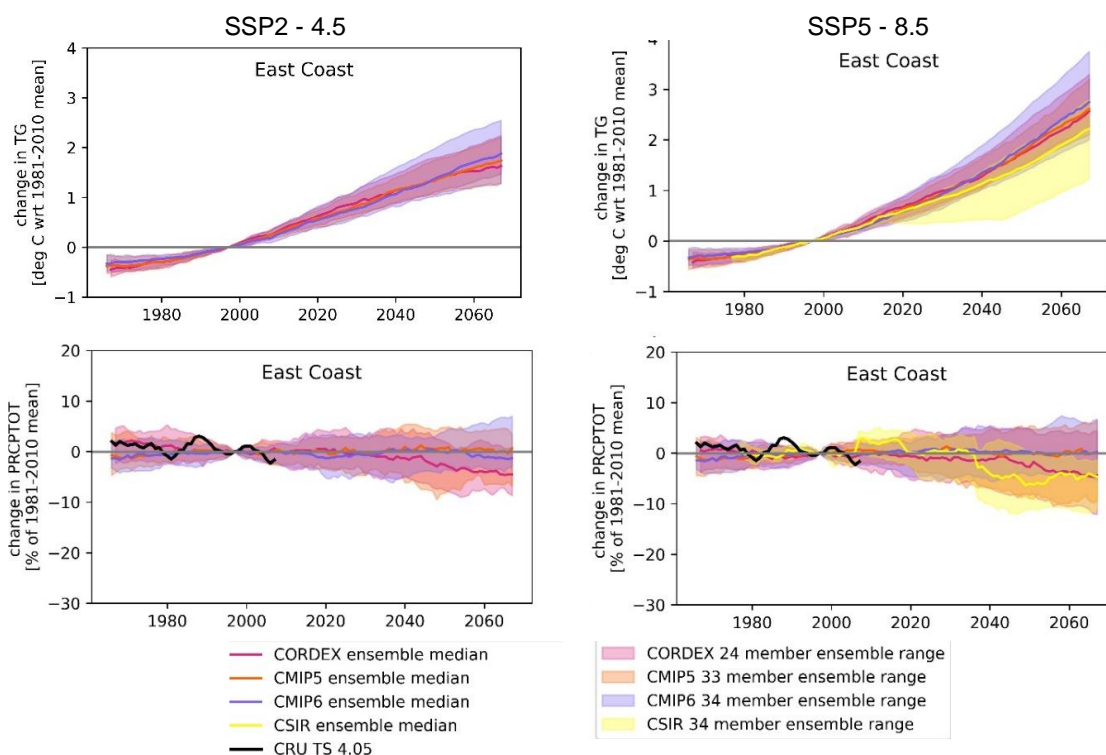 SSP2 - 4.5
SSP5 - 8.5
East Coast
change in TG
[deg C wrt 1981-2010 mean]
4
3
2
1
0
−1
1980
2000
2020
2040
2060
East Coast
change in TG
[deg C wrt 1981-2010 mean]
4
3
2
1
0
−1
1980
2000
2020
2040
2060
East Coast
change in PRCPTOT
[% of 1981-2010 mean]
20
10
0
−10
−20
−30
1980
2000
2020
2040
2060
East Coast
change in PRCPTOT
[% of 1981-2010 mean]
20
10
0
−10
−20
−30
1980
2000
2020
2040
2060
CORDEX ensemble median
CMIP5 ensemble median
CMIP6 ensemble median
CSIR ensemble median
CRU TS 4.05
CORDEX 24 member ensemble range
CMIP5 33 member ensemble range
CMIP6 34 member ensemble range
CSIR 34 member ensemble range